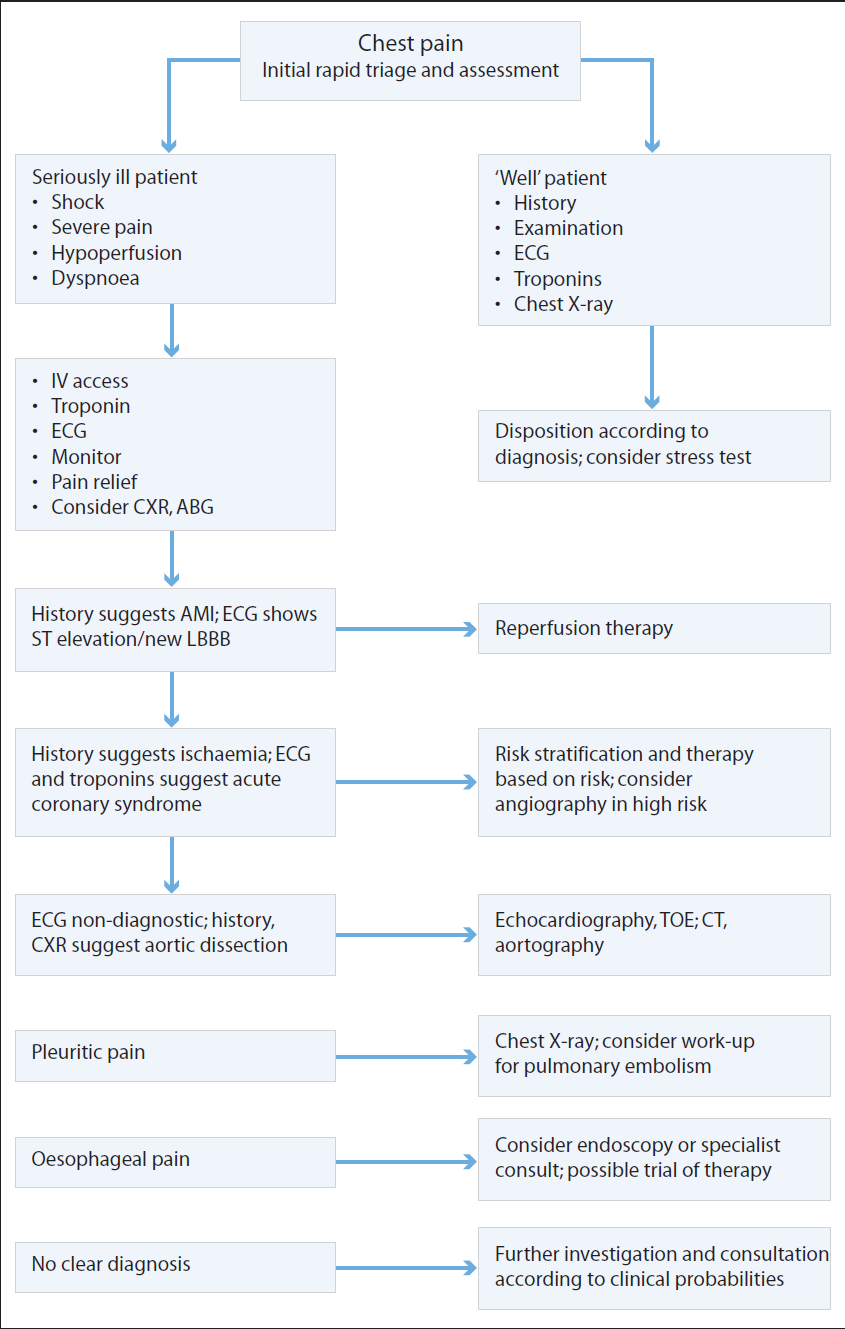 Chest pain
Initial rapid triage and assessment
Seriously ill patient
• Shock
• Severe pain
• Hypoperfusion
• Dyspnoea
‘Well’ patient
• History
• Examination
• ECG
• Troponins
• Chest X-ray
• IV access
• Troponin
• ECG
• Monitor
• Pain relief
• Consider CXR, ABG
Disposition according to
diagnosis; consider stress test
History suggests AMI; ECG shows
ST elevation/new LBBB
Reperfusion therapy
History suggests ischaemia; ECG
and troponins suggest acute
coronary syndrome
Risk stratification and therapy
based on risk; consider
angiography in high risk
ECG non-diagnostic; history,
CXR suggest aortic dissection
Echocardiography, TOE; CT,
aortography
Pleuritic pain
Chest X-ray; consider work-up
for pulmonary embolism
Oesophageal pain
Consider endoscopy or specialist
consult; possible trial of therapy
No clear diagnosis
Further investigation and consultation
according to clinical probabilities